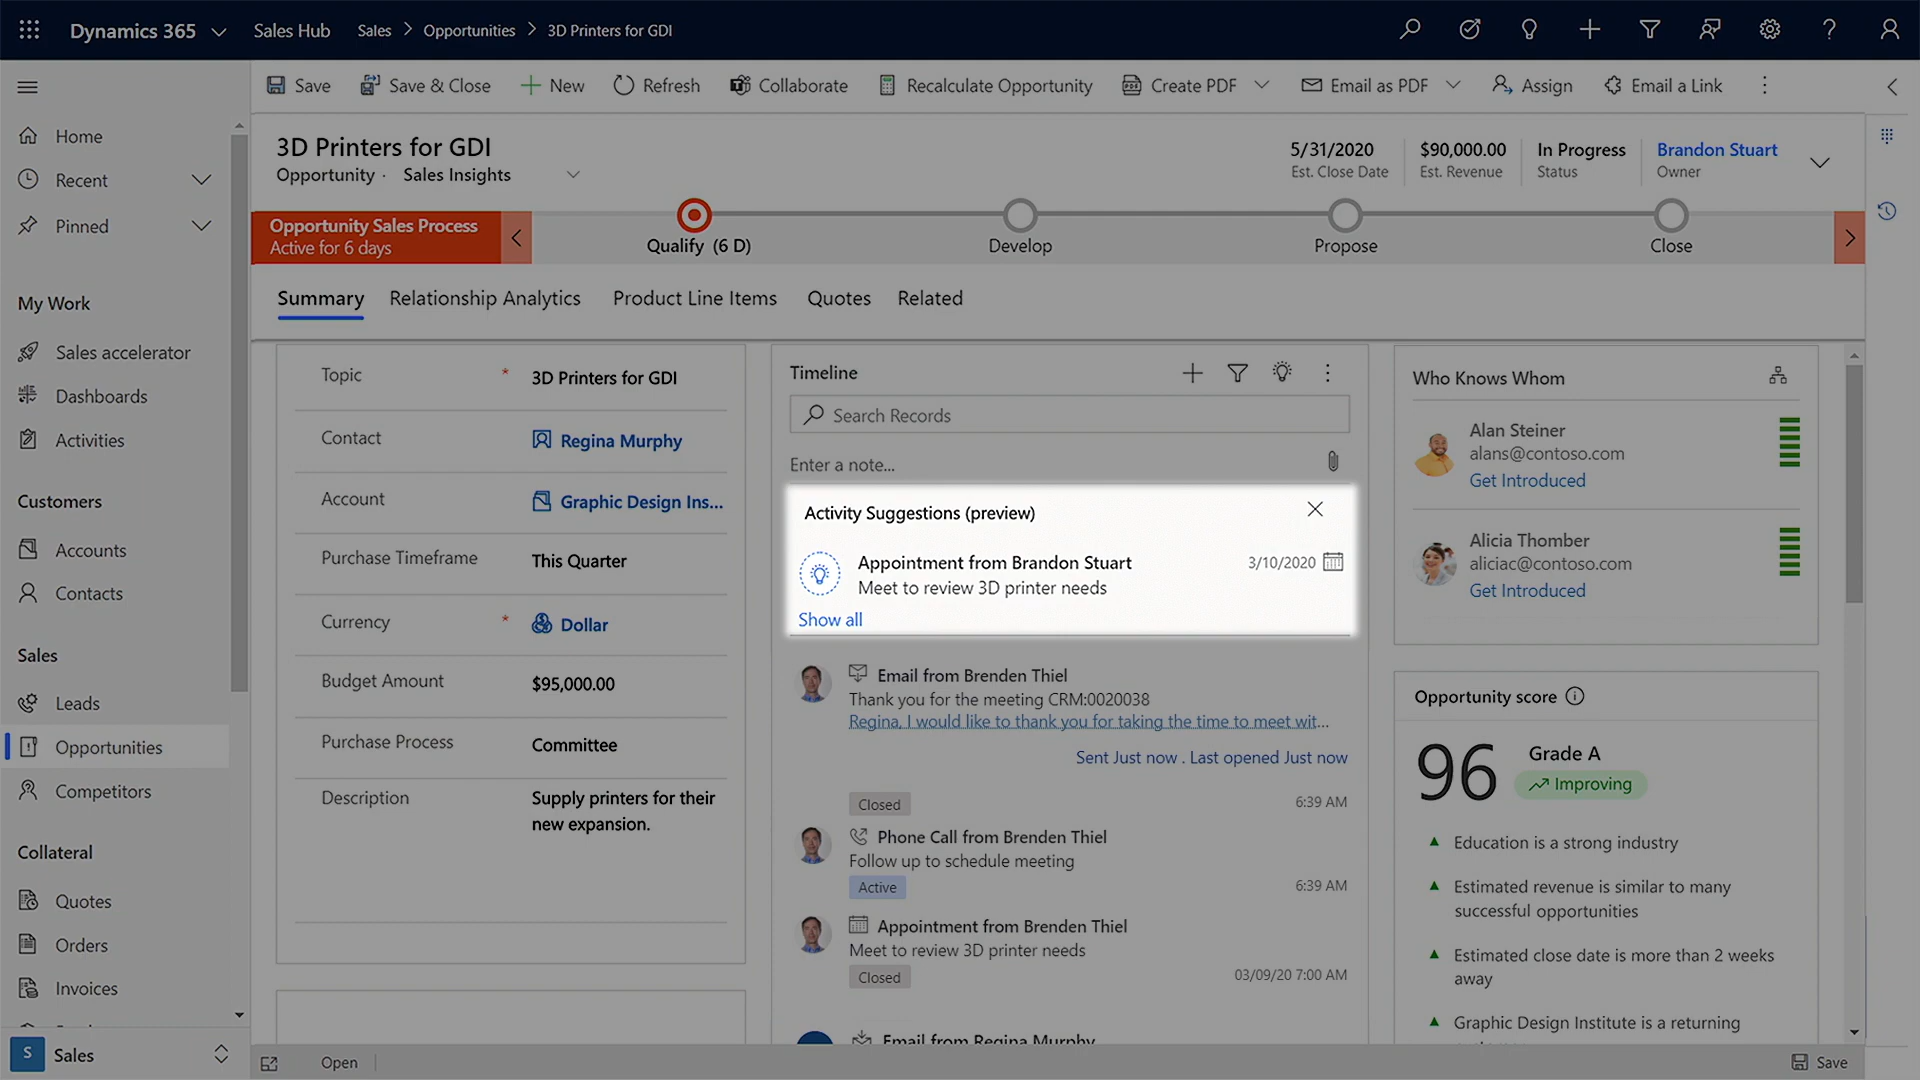 Dynamics 365
Sales Hub
Sales > Opportunities > 3D Printers for GDI
Save
Save & Close
New
Refresh
Collaborate
Recalculate Opportunity
Create PDF
Email as PDF
Assign
Email a Link
Home
Recent
Pinned
My Work
Sales accelerator
Dashboards
Activities
Customers
Accounts
Contacts
Sales
Leads
Opportunities
Competitors
Collateral
Quotes
Orders
Invoices
S
Sales
3D Printers for GDI
Opportunity · Sales Insights
5/31/2020
Est. Close Date
$90,000.00
Est. Revenue
In Progress
Status
Brandon Stuart
Owner
Opportunity Sales Process
Active for 6 days
Qualify (6 D)
Develop
Propose
Close
Summary
Relationship Analytics
Product Line Items
Quotes
Related
Topic * 3D Printers for GDI
Contact Regina Murphy
Account Graphic Design Ins...
Purchase Timeframe This Quarter
Currency * Dollar
Budget Amount $95,000.00
Purchase Process Committee
Description Supply printers for their
new expansion.
Timeline
Search Records
Enter a note...
Activity Suggestions (preview)
Appointment from Brandon Stuart 3/10/2020
Meet to review 3D printer needs
Show all
Email from Brenden Thiel
Thank you for the meeting CRM:0020038
Regina, I would like to thank you for taking the time to meet wit...
Sent Just now . Last opened Just now
Closed 6:39 AM
Phone Call from Brenden Thiel
Follow up to schedule meeting
Active 6:39 AM
Appointment from Brenden Thiel
Meet to review 3D printer needs
Closed 03/09/20 7:00 AM
Email from Regina Murphy
Who Knows Whom
Alan Steiner
alans@contoso.com
Get Introduced
Alicia Thomber
aliciac@contoso.com
Get Introduced
Opportunity score
96
Grade A
Improving
Education is a strong industry
Estimated revenue is similar to many
successful opportunities
Estimated close date is more than 2 weeks
away
Graphic Design Institute is a returning
Open
Save